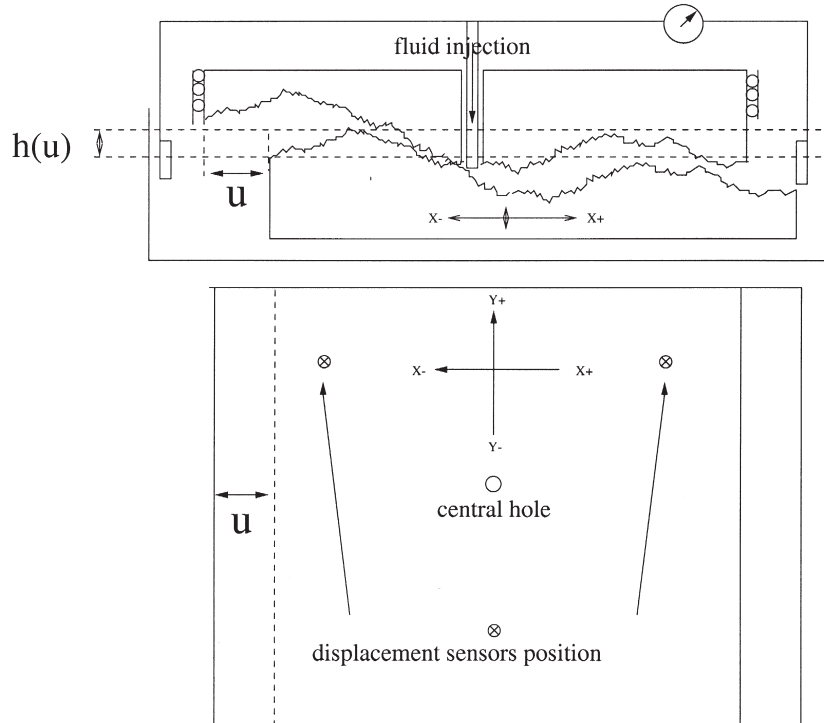 fluid injection
h(u)
u
X-
X+
Y+
X-
X+
Y-
u
central hole
displacement sensors position